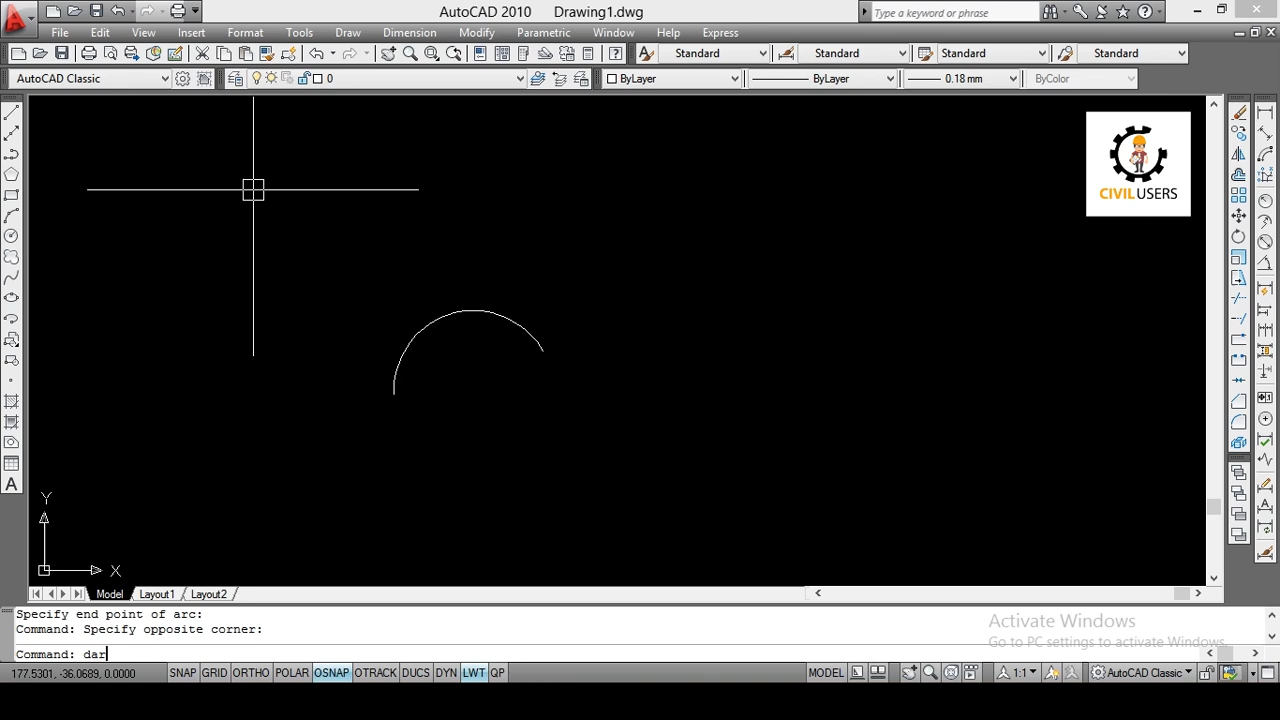 AutoCAD 2010 Drawing1.dwg
Type a keyword or phrase
File Edit View Insert Format Tools Draw Dimension Modify Parametric Window Help Express
Standard Standard Standard Standard
AutoCAD Classic 0 ByLayer ByLayer 0.18 mm ByColor
CIVILUSERS
Y
X
Model Layout1 Layout2
Specify end point of arc:
Command: Specify opposite corner:
Command: dar
Activate Windows
Go to PC settings to activate Windows.
177.5301, -36.0689, 0.0000 SNAP GRID ORTHO POLAR OSNAP OTRACK DUCS DYN LWT QP MODEL 1:1 AutoCAD Classic